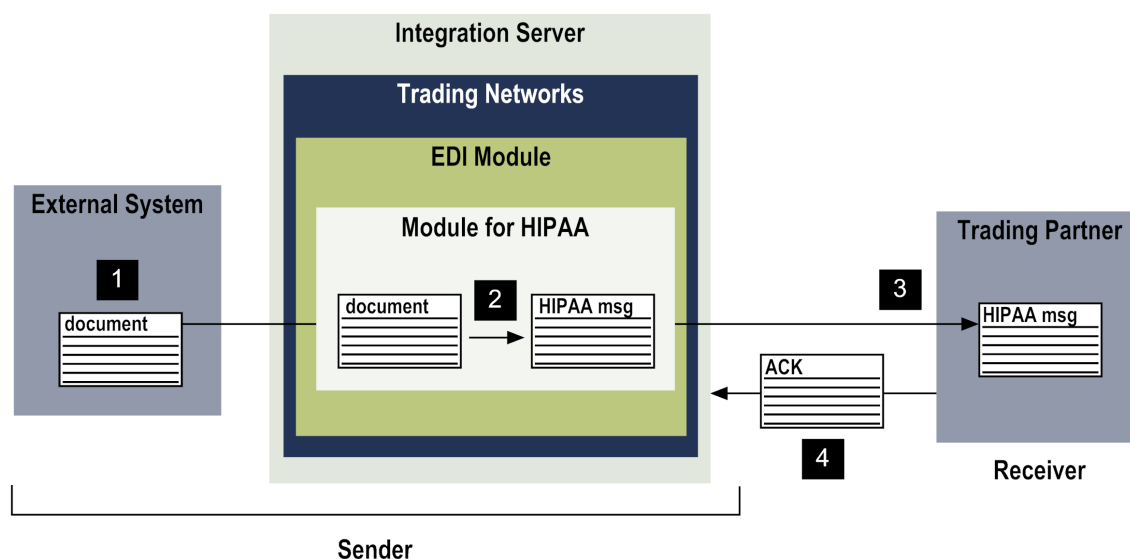 Integration Server
Trading Networks
EDI Module
External System
Module for HIPAA
Trading Partner
1
document
document
2
HIPAA msg
3
HIPAA msg
ACK
4
Receiver
Sender